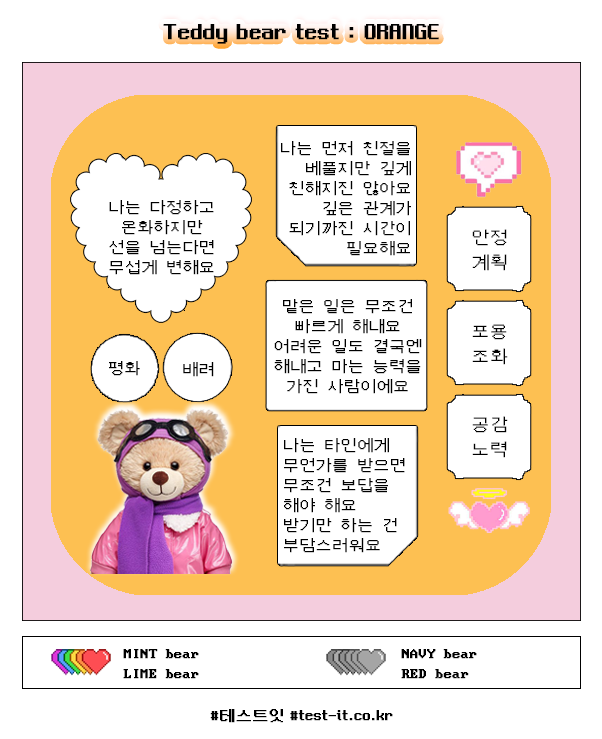 Teddy bear test : ORANGE
나는 다정하고
온화하지만
선을 넘는다면
무섭게 변해요
평화
배려
나는 먼저 친절을
베풀지만 깊게
친해지진 않아요
깊은 관계가
되기까진 시간이
필요해요
맡은 일은 무조건
빠르게 해내요
어려운 일도 결국엔
해내고 마는 능력을
가진 사람이에요
나는 타인에게
무언가를 받으면
무조건 보답을
해야 해요
받기만 하는 건
부담스러워요
안정
계획
포용
조화
공감
노력
MINT bear
LIME bear
NAVY bear
RED bear
#테스트잇 #test-it.co.kr